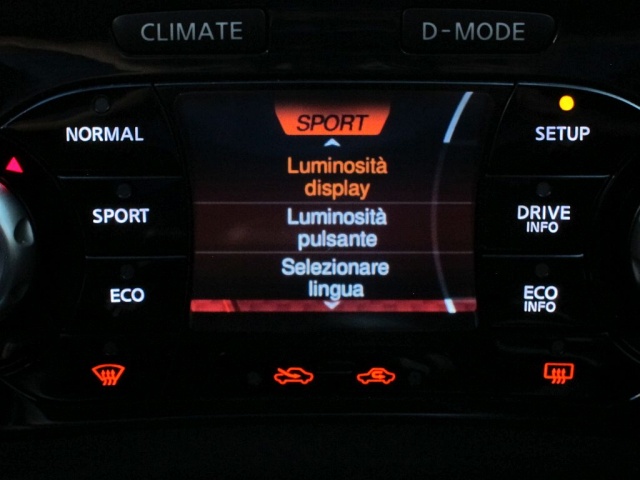 CLIMATE
D-MODE
NORMAL
SPORT
ECO
SPORT
Luminosità
display
Luminosità
pulsante
Selezionare
lingua
SETUP
DRIVE
INFO
ECO
INFO